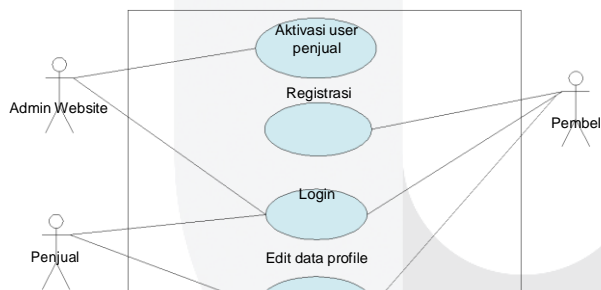 Aktivasi user
penjual
Registrasi
Admin Website
Pembel
Login
Penjual
Edit data profile